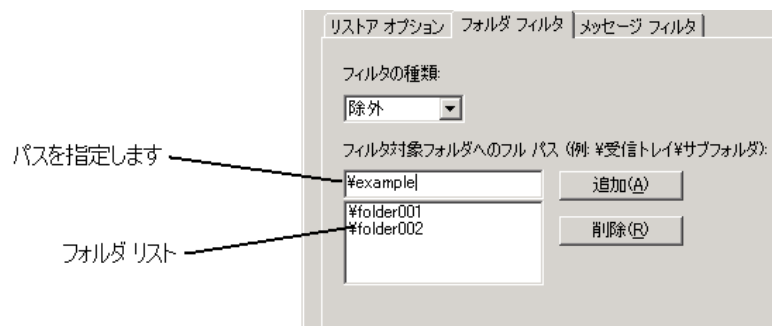 リストア オプション フォルダ フィルタ メッセージ フィルタ
フィルタの種類:
除外
パスを指定します
フィルタ対象フォルダへのフル パス (例: ¥受信トレイ¥サブフォルダ):
¥example 追加(A)
¥folder001
¥folder002 削除(R)
フォルダ リスト